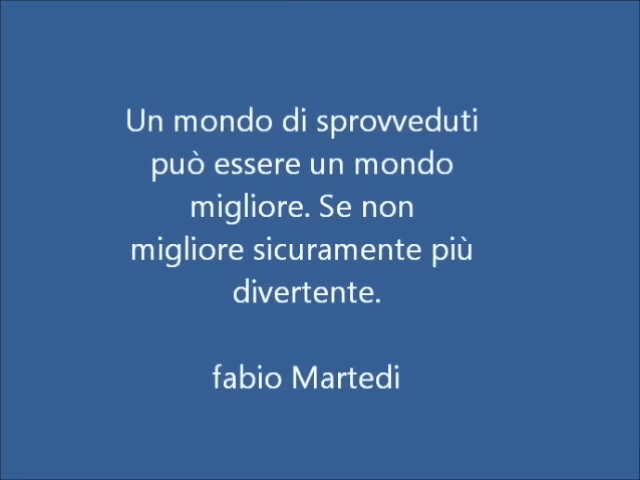 Un mondo di sprovveduti
può essere un mondo
migliore. Se non
migliore sicuramente più
divertente.
fabio Martedi